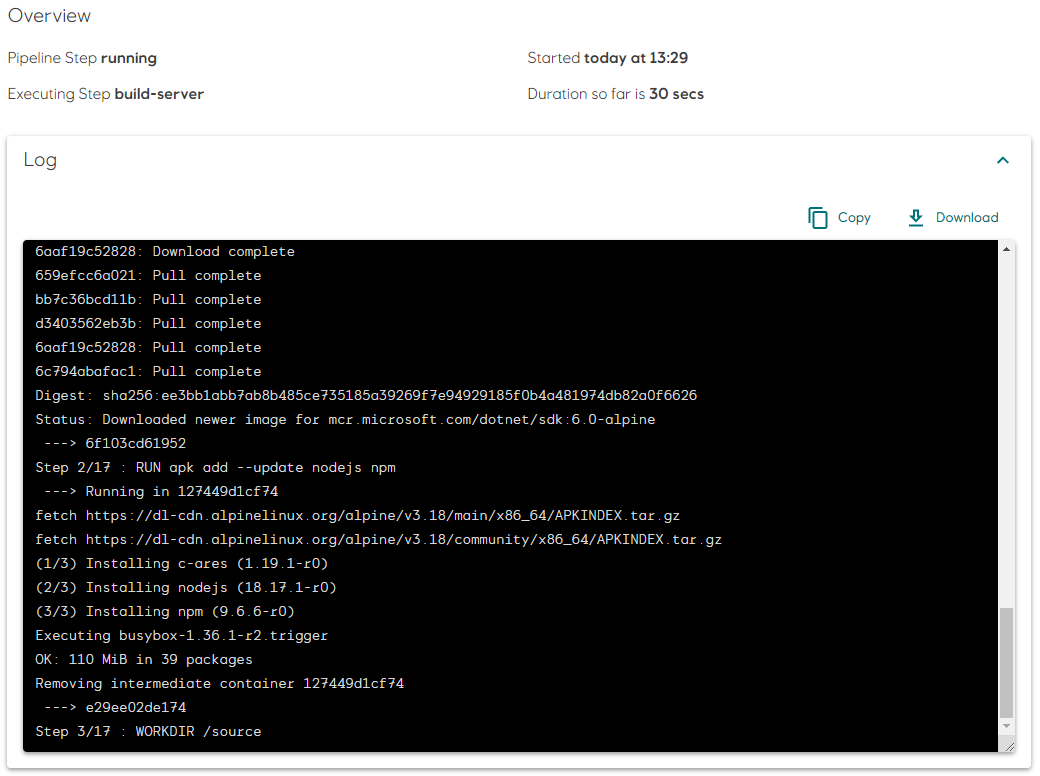 Overview
Pipeline Step running
Started today at 13:29
Executing Step build-server
Duration so far is 30 secs
Log
Copy
Download
6aaf19c52828: Download complete
659efcc6a021: Pull complete
bb7c36bcd11b: Pull complete
d3403562eb3b: Pull complete
6aaf19c52828: Pull complete
6c794abafac1: Pull complete
Digest: sha256:ee3bb1abb7ab8b485ce735185a39269f7e94929185f0b4a481974db82a0f6626
Status: Downloaded newer image for mcr.microsoft.com/dotnet/sdk:6.0-alpine
---> 6f103cd61952
Step 2/17 : RUN apk add --update nodejs npm
---> Running in 127449d1cf74
fetch https://dl-cdn.alpinelinux.org/alpine/v3.18/main/x86_64/APKINDEX.tar.gz
fetch https://dl-cdn.alpinelinux.org/alpine/v3.18/community/x86_64/APKINDEX.tar.gz
(1/3) Installing c-ares (1.19.1-r0)
(2/3) Installing nodejs (18.17.1-r0)
(3/3) Installing npm (9.6.6-r0)
Executing busybox-1.36.1-r2.trigger
OK: 110 MiB in 39 packages
Removing intermediate container 127449d1cf74
---> e29ee02de174
Step 3/17 : WORKDIR /source